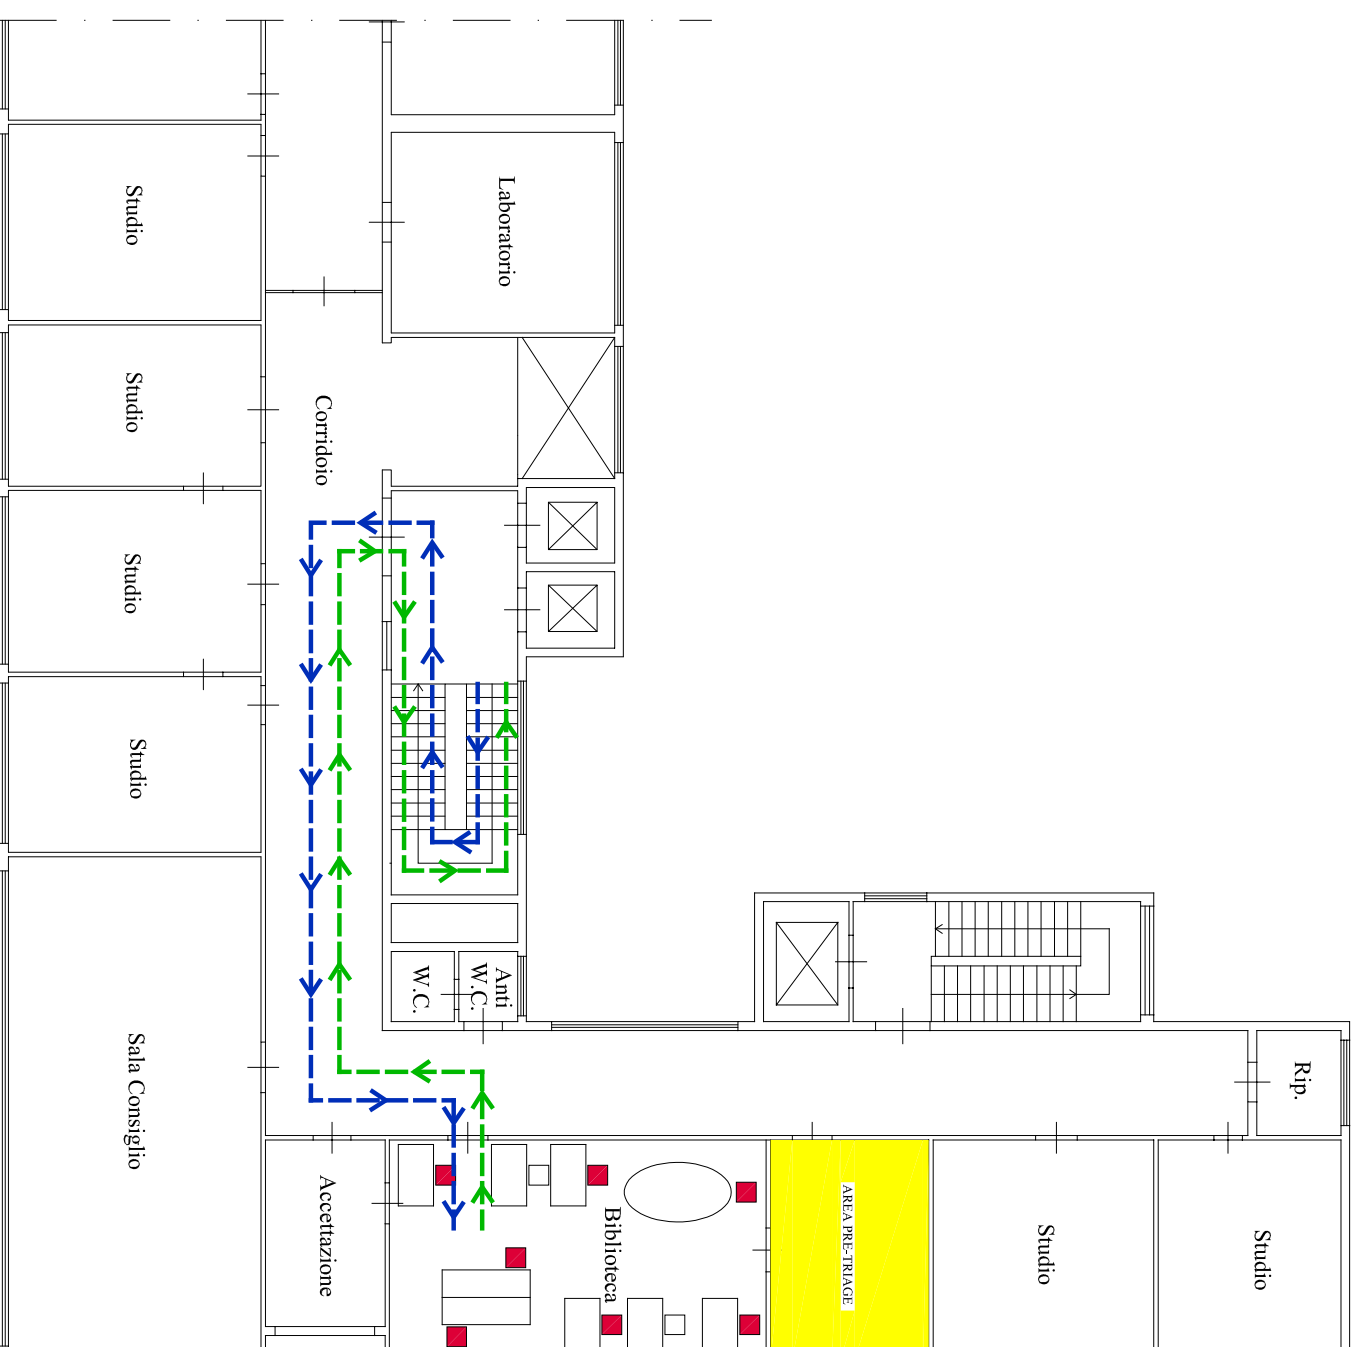 Studio
Laboratorio
Studio
Corridoio
Studio
Studio
Anti
W.C.
W.C.
Sala Consiglio
Rip.
Accettazione
Biblioteca
AREA PRE-TRIAGE
Studio
Studio